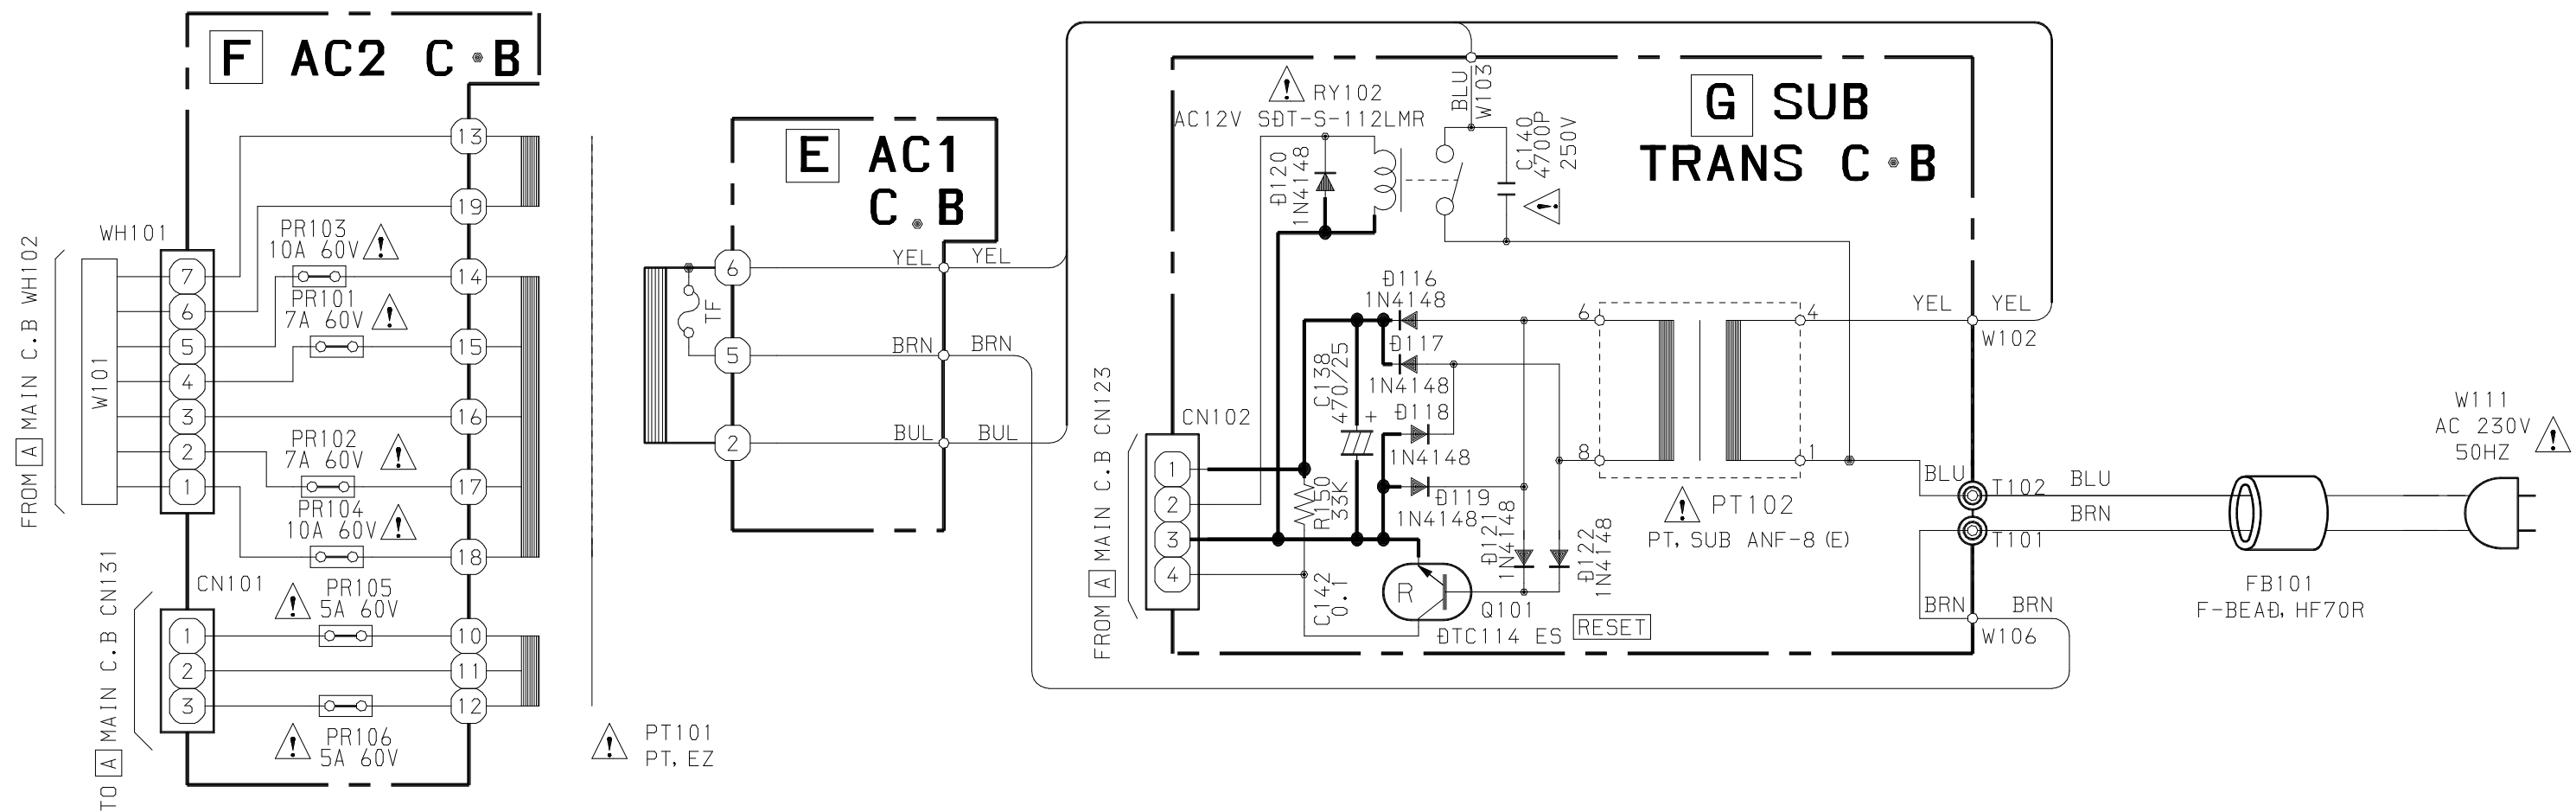 F AC2 C·B
WH101
FROM A MAIN C.B WH102
W101
7
6
5
4
3
2
1
PR103
10A 60V
PR101
7A 60V
PR102
7A 60V
PR104
10A 60V
13
19
14
15
16
17
18
CN101
TO A MAIN C.B CN131
1
2
3
PR105
5A 60V
PR106
5A 60V
10
11
12
PT101
PT, EZ
E AC1
C.B
TF
6
5
2
YEL YEL
BRN BRN
BUL BUL
G SUB
TRANS C·B
RY102
AC12V SDT-S-112LMR
BLU
W103
C140
4700P
250V
D120
1N4148
D116
1N4148
D117
1N4148
C138
470/25
+
D118
1N4148
D119
1N4148
CN102
FROM A MAIN C.B CN123
1
2
3
4
R150
33K
C142
0.1
R
Q101
DTC114 ES
RESET
D121
1N4148
D122
1N4148
6
8
4
1
PT102
PT, SUB ANF-8 (E)
YEL YEL
W102
BLU
T102
BLU
T101
BRN
BRN BRN
W106
FB101
F-BEAD, HF70R
W111
AC 230V
50HZ